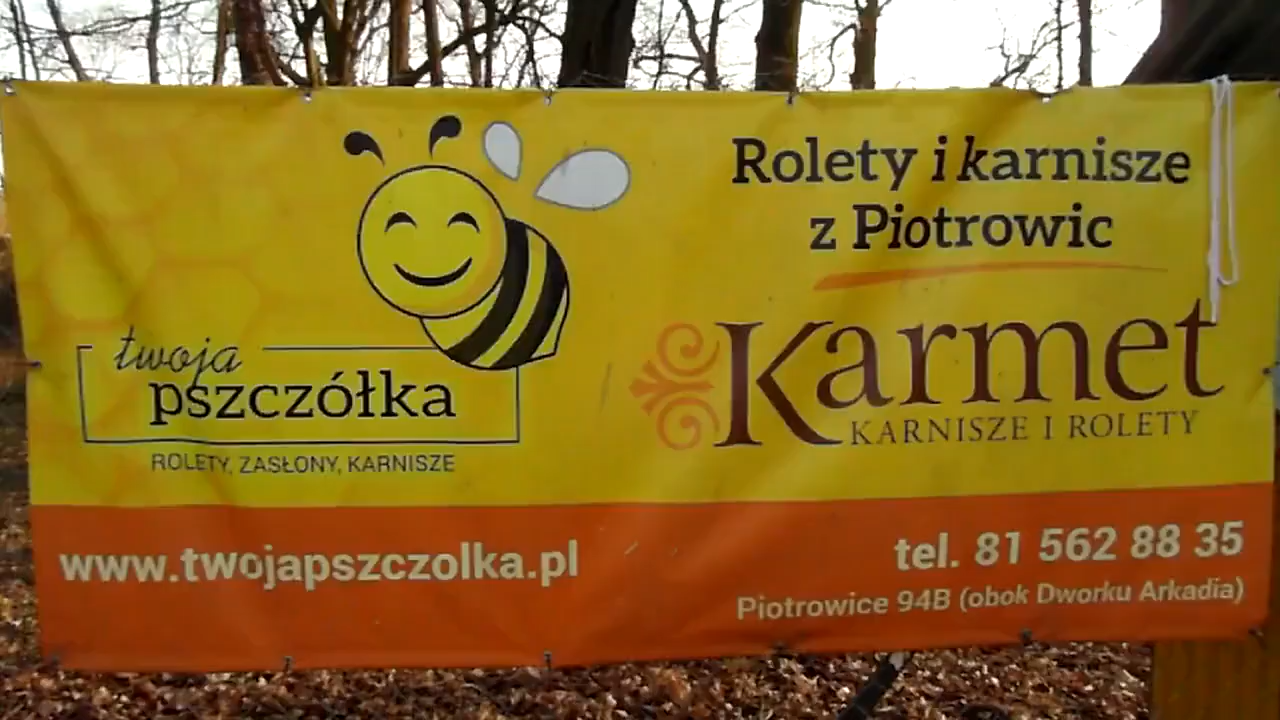 twoja
pszczółka
ROLETY, ZASŁONY, KARNISZE
Rolety i karnisze
z Piotrowic
Karmet
KARNISZE I ROLETY
www.twojapszczolka.pl
tel. 81 562 88 35
Piotrowice 94B (obok Dworku Arkadia)